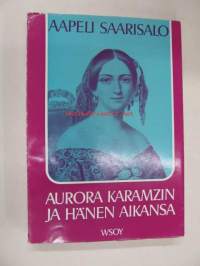 AAPELI SAARISALO
AURORA KARAMZIN
JA HÄNEN AIKANSA
WSOY